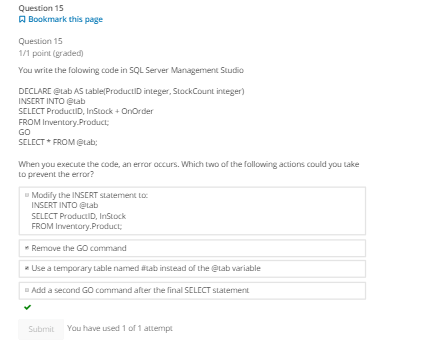 Question 15
Bookmark this page
Question 15
1/1 point (graded)
You write the following code in SQL Server Management Studio
DECLARE @tab AS table(ProductID integer, StockCount integer)
INSERT INTO @tab
SELECT ProductID, InStock + OnOrder
FROM Inventory.Product;
GO
SELECT * FROM @tab;
When you execute the code, an error occurs. Which two of the following actions could you take
to prevent the error?
Modify the INSERT statement to:
INSERT INTO @tab
SELECT ProductID, InStock
FROM Inventory.Product;
Remove the GO command
Use a temporary table named #tab instead of the @tab variable
Add a second GO command after the final SELECT statement
Submit You have used 1 of 1 attempt